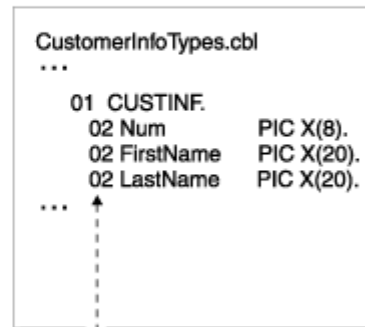 CustomerInfoTypes.cbl
...
01 CUSTINF.
02 Num PIC X(8).
02 FirstName PIC X(20).
02 LastName PIC X(20).
...